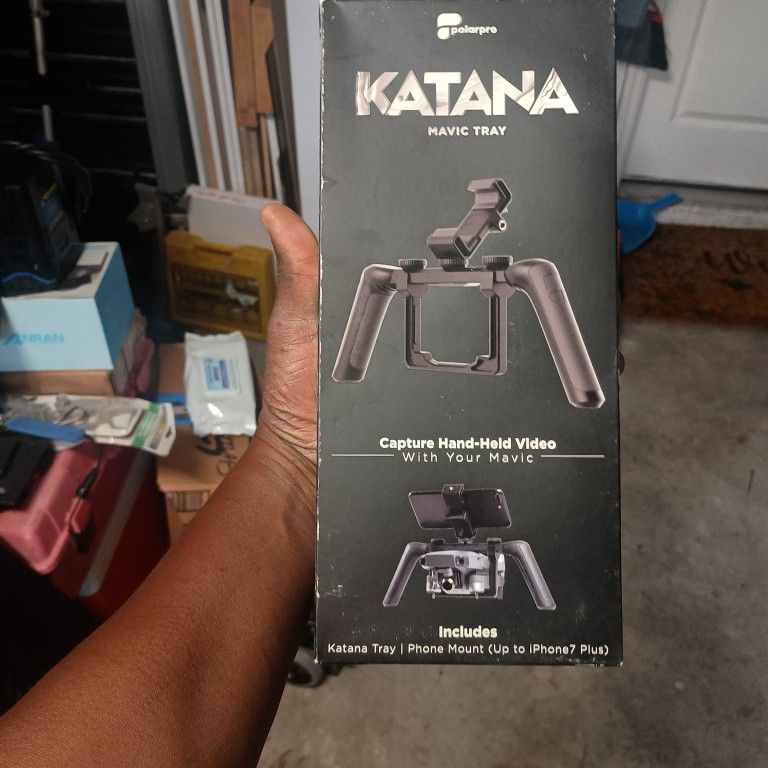 polarpro
KATANA
MAVIC TRAY
Capture Hand-Held Video
With Your Mavic
Includes
Katana Tray | Phone Mount (Up to iPhone7 Plus)
ANRAN